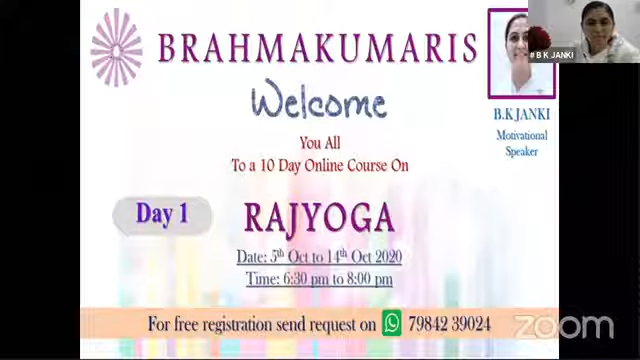 BRAHMAKUMARIS
# B K JANKI
Welcome
B.K JANKI
Motivational
Speaker
You All
To a 10 Day Online Course On
Day 1
RAJYOGA
Date: 5th Oct to 14th Oct 2020
Time: 6:30 pm to 8:00 pm
For free registration send request on 79842 39024
zoom